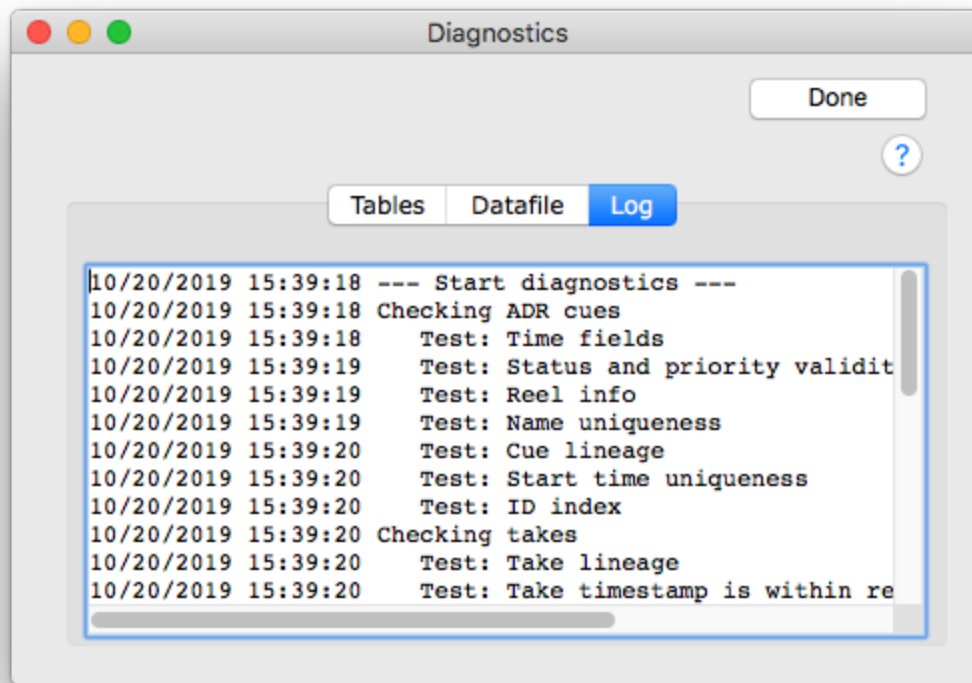 Diagnostics
Done
?
Tables Datafile Log
10/20/2019 15:39:18 --- Start diagnostics ---
10/20/2019 15:39:18 Checking ADR cues
10/20/2019 15:39:18 Test: Time fields
10/20/2019 15:39:19 Test: Status and priority validit
10/20/2019 15:39:19 Test: Reel info
10/20/2019 15:39:19 Test: Name uniqueness
10/20/2019 15:39:20 Test: Cue lineage
10/20/2019 15:39:20 Test: Start time uniqueness
10/20/2019 15:39:20 Test: ID index
10/20/2019 15:39:20 Checking takes
10/20/2019 15:39:20 Test: Take lineage
10/20/2019 15:39:20 Test: Take timestamp is within re